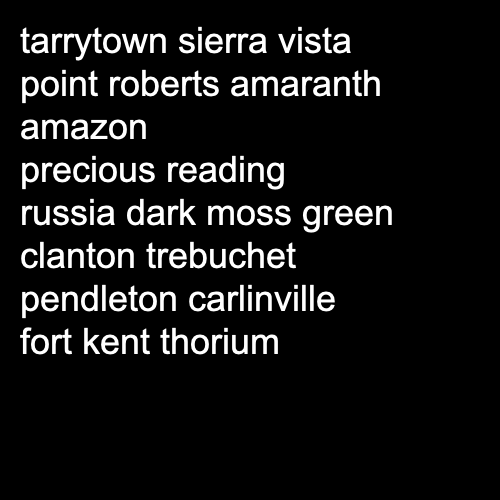 tarrytown sierra vista
point roberts amaranth
amazon
precious reading
russia dark moss green
clanton trebuchet
pendleton carlinville
fort kent thorium